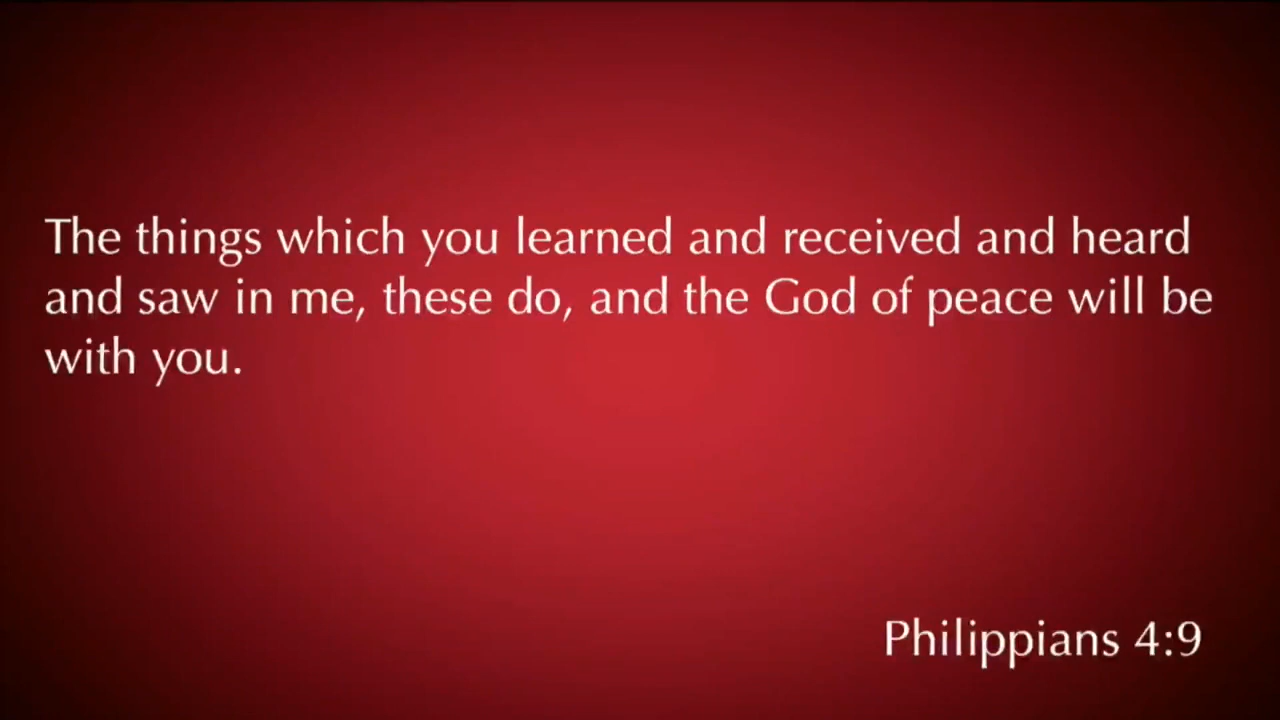 The things which you learned and received and heard
and saw in me, these do, and the God of peace will be
with you.
Philippians 4:9